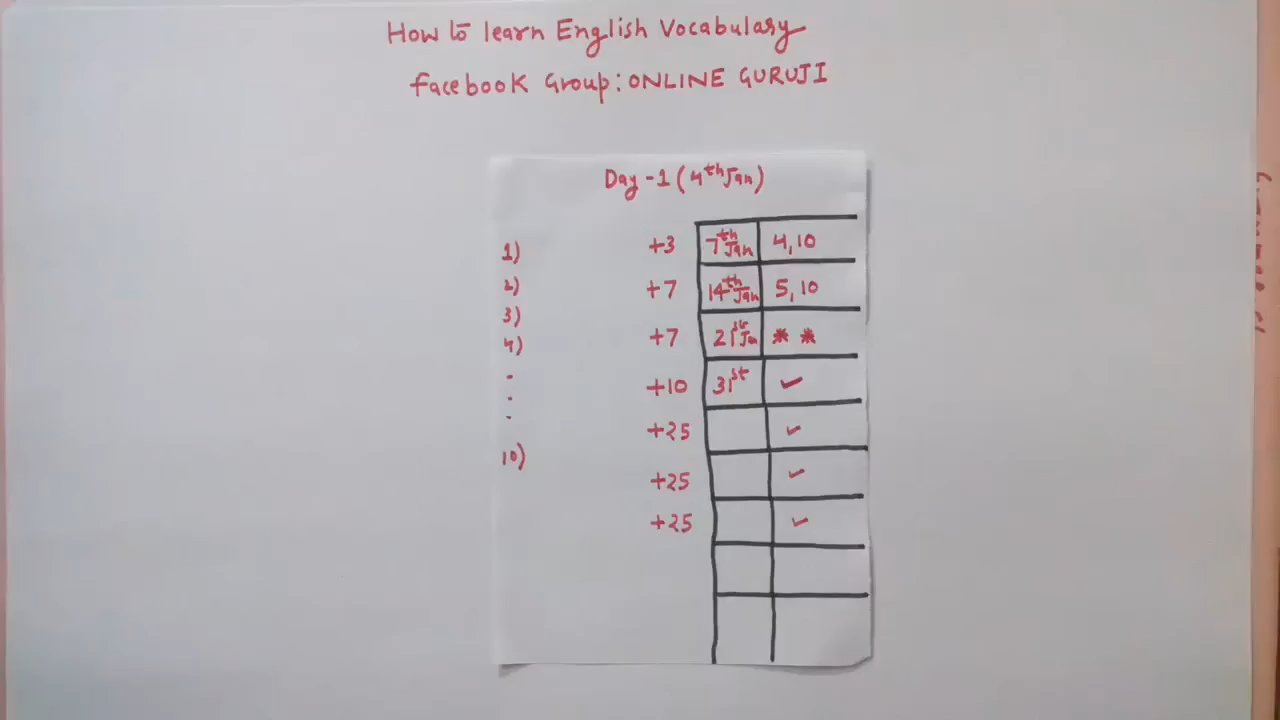 How to learn English Vocabulary
facebook Group: ONLINE GURUJI
Day -1 (4th Jan)
1) +3 7th Jan 4,10
2) +7 14th Jan 5,10
3)
4) +7 21st Jan * *
. +10 31st ✓
.
. +25 ✓
10)
+25 ✓
+25 ✓